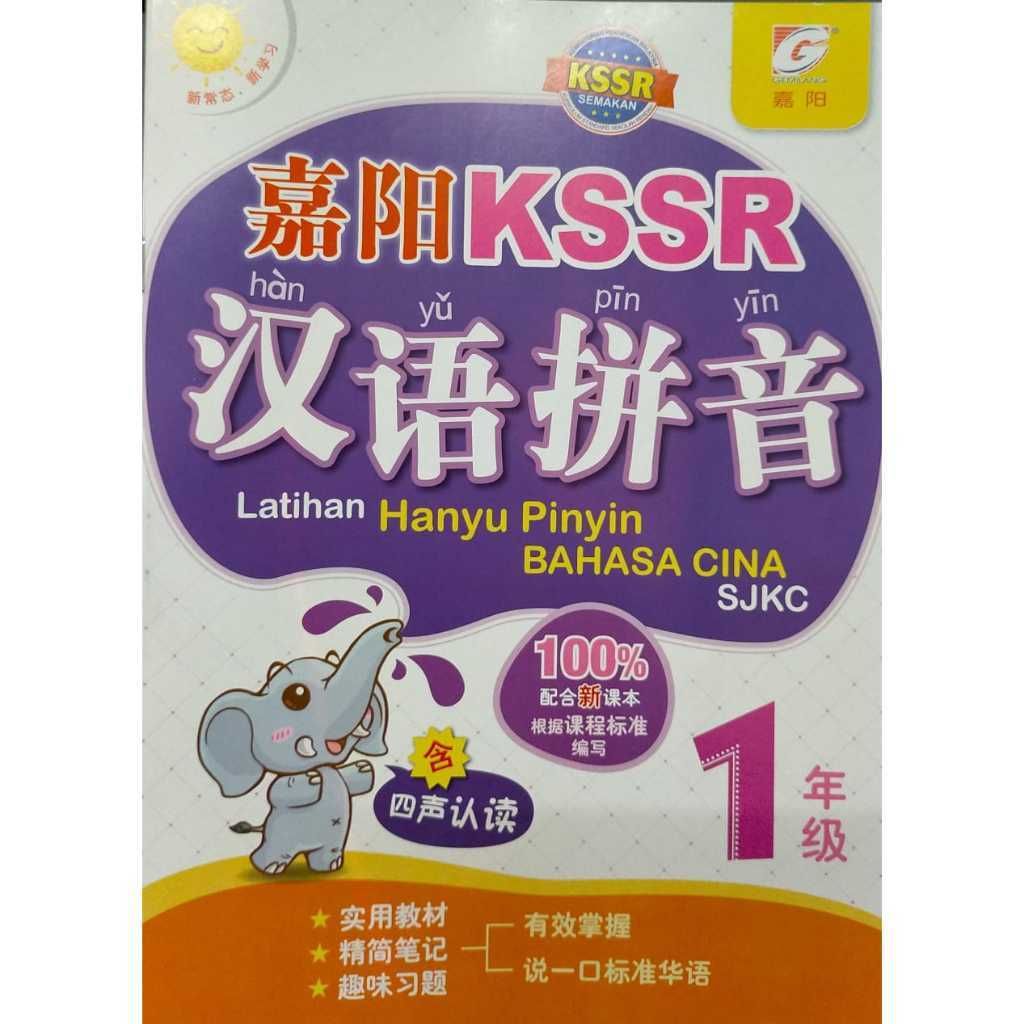 新常态，新学习
KSSR
SEMAKAN
嘉阳
嘉阳KSSR
hàn yǔ pīn yīn
汉语拼音
Latihan Hanyu Pinyin
BAHASA CINA
SJKC
100%
配合新课本
根据课程标准
编写
含
四声认读
1年级
★ 实用教材
★ 精简笔记
★ 趣味习题
有效掌握
说一口标准华语